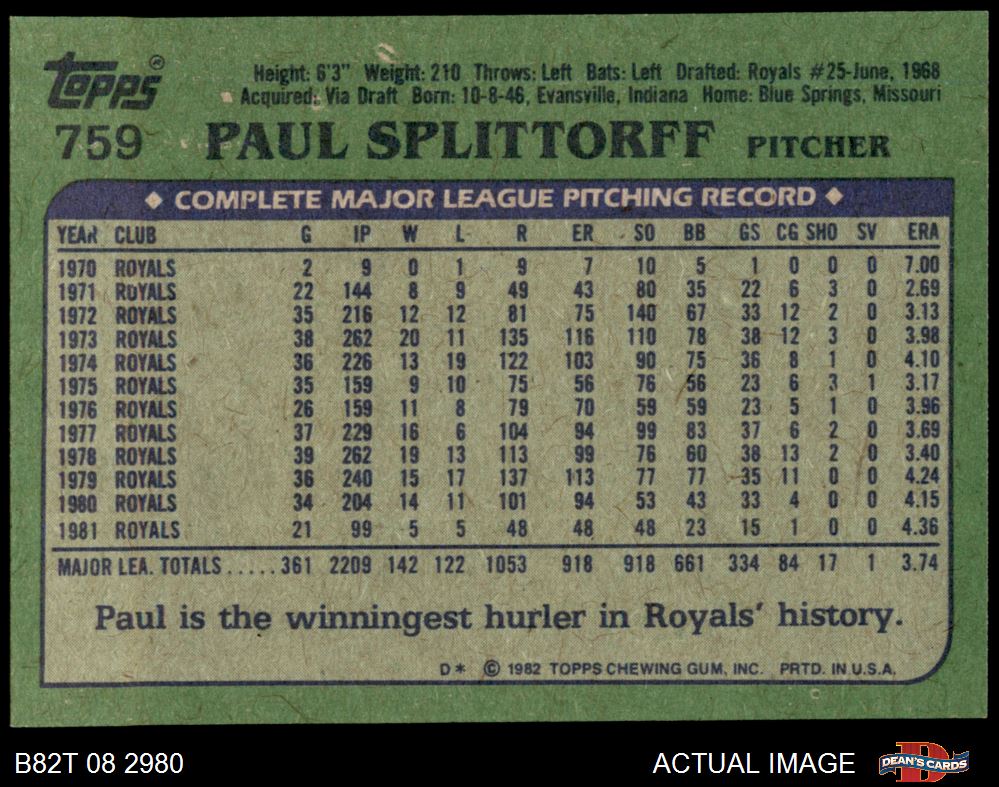 Topps®
Height: 6'3" Weight: 210 Throws: Left Bats: Left Drafted: Royals #25-June, 1968
Acquired: Via Draft Born: 10-8-46, Evansville, Indiana Home: Blue Springs, Missouri
759 PAUL SPLITTORFF PITCHER
◆ COMPLETE MAJOR LEAGUE PITCHING RECORD ◆
YEAR CLUB G IP W L R ER SO BB GS CG SHO SV ERA
1970 ROYALS 2 9 0 1 9 7 10 5 1 0 0 0 7.00
1971 ROYALS 22 144 8 9 49 43 80 35 22 6 3 0 2.69
1972 ROYALS 35 216 12 12 81 75 140 67 33 12 2 0 3.13
1973 ROYALS 38 262 20 11 135 116 110 78 38 12 3 0 3.98
1974 ROYALS 36 226 13 19 122 103 90 75 36 8 1 0 4.10
1975 ROYALS 35 159 9 10 75 56 76 56 23 6 3 1 3.17
1976 ROYALS 26 159 11 8 79 70 59 59 23 5 1 0 3.96
1977 ROYALS 37 229 16 6 104 94 99 83 37 6 2 0 3.69
1978 ROYALS 39 262 19 13 113 99 76 60 38 13 2 0 3.40
1979 ROYALS 36 240 15 17 137 113 77 77 35 11 0 0 4.24
1980 ROYALS 34 204 14 11 101 94 53 43 33 4 0 0 4.15
1981 ROYALS 21 99 5 5 48 48 48 23 15 1 0 0 4.36
MAJOR LEA. TOTALS.....361 2209 142 122 1053 918 918 661 334 84 17 1 3.74
Paul is the winningest hurler in Royals' history.
D* © 1982 TOPPS CHEWING GUM, INC. PRTD. IN U.S.A.
B82T 08 2980 ACTUAL IMAGE DEAN'S CARDS